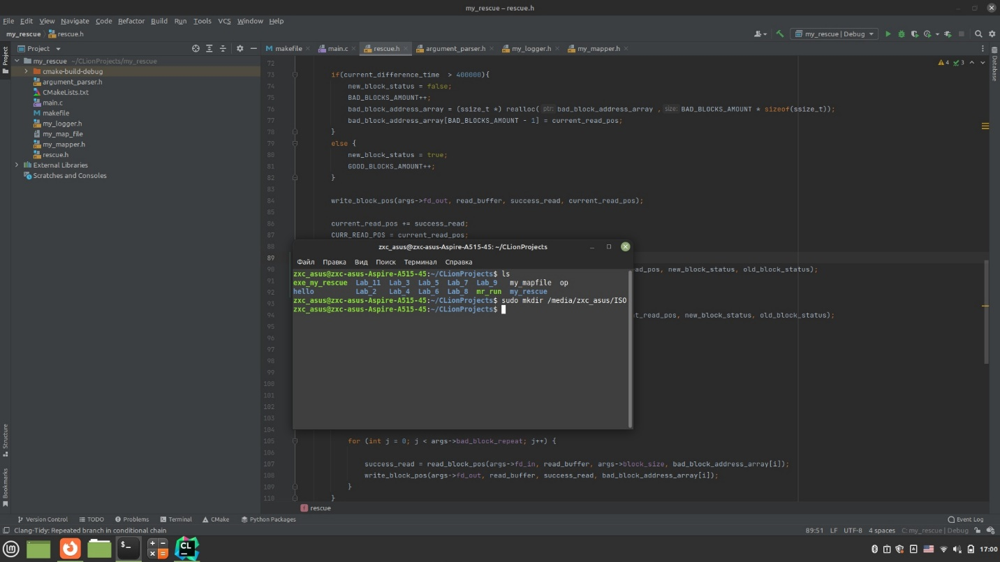 my_rescue – rescue.h
File Edit View Navigate Code Refactor Build Run Tools VCS Window Help
my_rescue rescue.h my_rescue | Debug
Project makefile main.c rescue.h argument_parser.h my_logger.h my_mapper.h
Project
Structure
Bookmarks
Database
my_rescue ~/CLionProjects/my_rescue
cmake-build-debug
argument_parser.h
CMakeLists.txt
main.c
makefile
my_logger.h
my_map_file
my_mapper.h
rescue.h
External Libraries
Scratches and Consoles
4 3
72
73 if(current_difference_time > 400000){
74 new_block_status = false;
75 BAD_BLOCKS_AMOUNT++;
76 bad_block_address_array = (ssize_t *) realloc( ptr: bad_block_address_array , size: BAD_BLOCKS_AMOUNT * sizeof(ssize_t));
77 bad_block_address_array[BAD_BLOCKS_AMOUNT - 1] = current_read_pos;
78 }
79 else {
80 new_block_status = true;
81 GOOD_BLOCKS_AMOUNT++;
82 }
83
84 write_block_pos(args->fd_out, read_buffer, success_read, current_read_pos);
85
86 current_read_pos += success_read;
87 CURR_READ_POS = current_read_pos;
88
89
90 ad_pos, new_block_status, old_block_status);
91
92
93
94 t_read_pos, new_block_status, old_block_status);
95
96
97
98
99
100
101
102
103
104
105 for (int j = 0; j < args->bad_block_repeat; j++) {
106
107 success_read = read_block_pos(args->fd_in, read_buffer, args->block_size, bad_block_address_array[i]);
108 write_block_pos(args->fd_out, read_buffer, success_read, bad_block_address_array[i]);
109 }
110 }
rescue
zxc_asus@zxc-asus-Aspire-A515-45: ~/CLionProjects
Файл Правка Вид Поиск Терминал Справка
zxc_asus@zxc-asus-Aspire-A515-45:~/CLionProjects$ ls
exe_my_rescue Lab_11 Lab_3 Lab_5 Lab_7 Lab_9 my_mapfile op
hello Lab_2 Lab_4 Lab_6 Lab_8 mr_run my_rescue
zxc_asus@zxc-asus-Aspire-A515-45:~/CLionProjects$ sudo mkdir /media/zxc_asus/ISO
zxc_asus@zxc-asus-Aspire-A515-45:~/CLionProjects$
Version Control TODO Problems Terminal CMake Python Packages Event Log
Clang-Tidy: Repeated branch in conditional chain 89:51 LF UTF-8 4 spaces C: my_rescue | Debug
CL 17:00